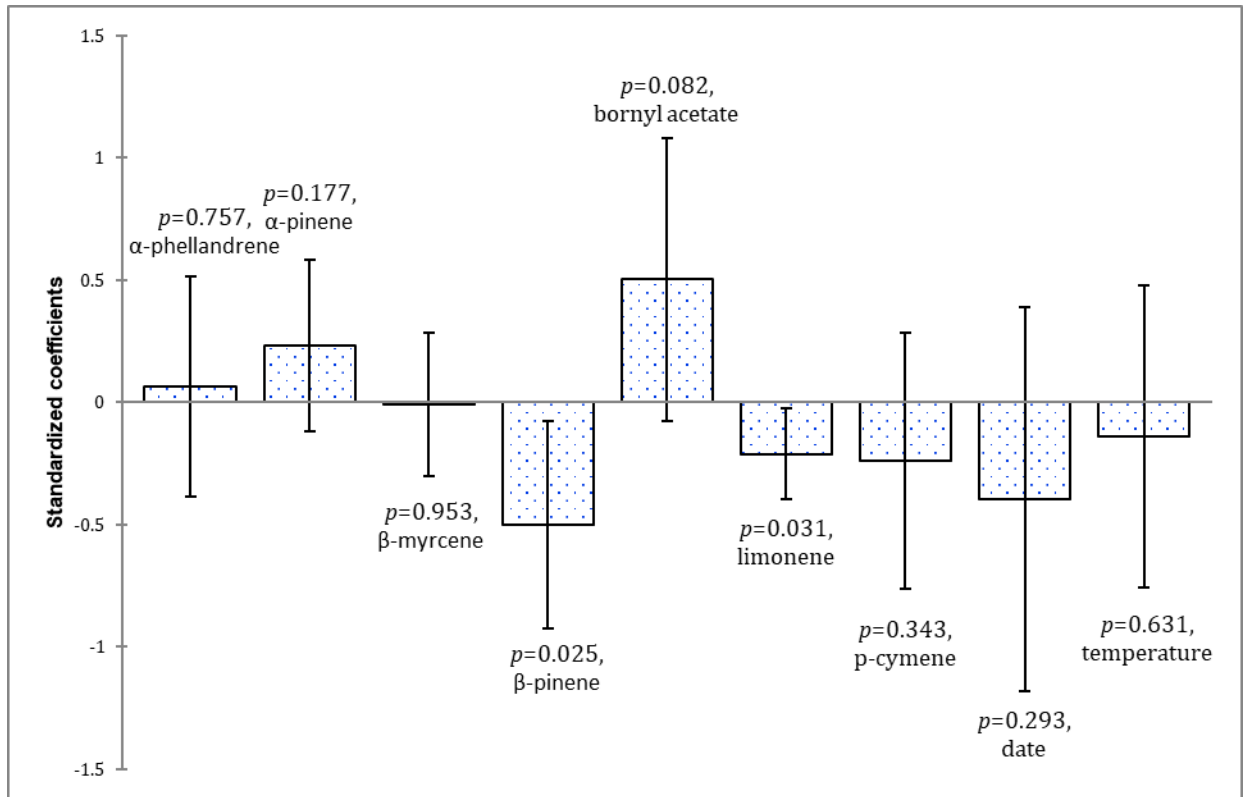 1.5
p=0.082,
bornyl acetate
1
p=0.177,
α-pinene
p=0.757,
α-phellandrene
0.5
Standardized coefficients
0
-0.5
p=0.953,
β-myrcene
p=0.031,
limonene
p=0.025,
β-pinene
p=0.343,
p-cymene
p=0.631,
temperature
-1
p=0.293,
date
-1.5